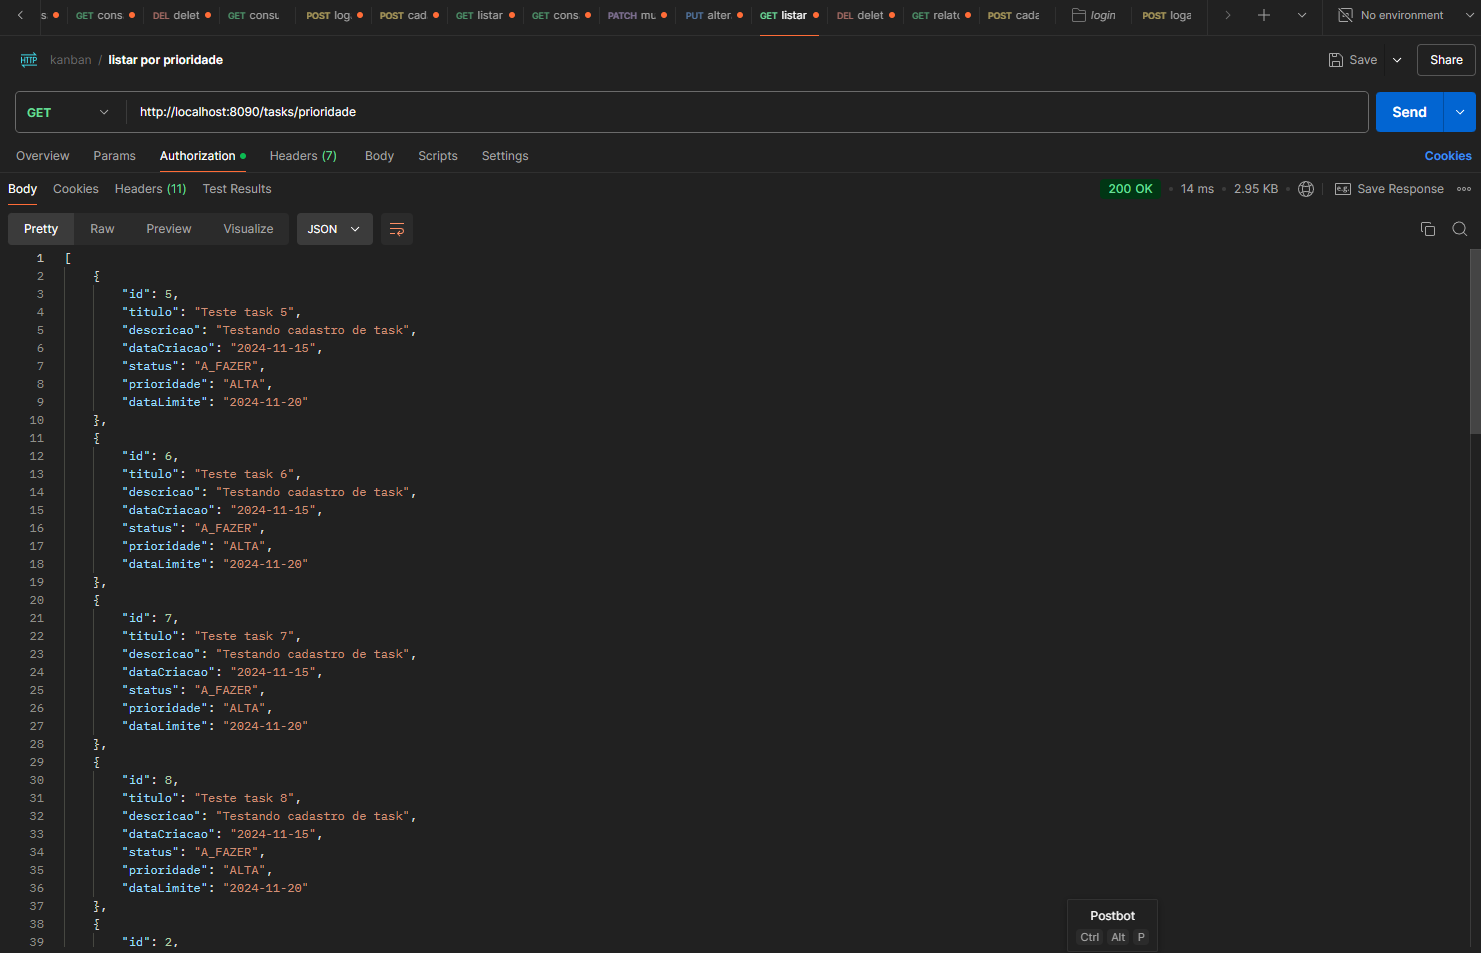 s. GET cons. DEL delet GET consu POST log. POST cad. GET listar GET cons. PATCH mu PUT alter. GET listar DEL delet GET relatc POST cada login POST loga No environment
HTTP kanban / listar por prioridade Save Share
GET http://localhost:8090/tasks/prioridade Send
Overview Params Authorization Headers (7) Body Scripts Settings Cookies
Body Cookies Headers (11) Test Results 200 OK 14 ms 2.95 KB e.g. Save Response
Pretty Raw Preview Visualize JSON
1 [
2 {
3 "id": 5,
4 "titulo": "Teste task 5",
5 "descricao": "Testando cadastro de task",
6 "dataCriacao": "2024-11-15",
7 "status": "A_FAZER",
8 "prioridade": "ALTA",
9 "dataLimite": "2024-11-20"
10 },
11 {
12 "id": 6,
13 "titulo": "Teste task 6",
14 "descricao": "Testando cadastro de task",
15 "dataCriacao": "2024-11-15",
16 "status": "A_FAZER",
17 "prioridade": "ALTA",
18 "dataLimite": "2024-11-20"
19 },
20 {
21 "id": 7,
22 "titulo": "Teste task 7",
23 "descricao": "Testando cadastro de task",
24 "dataCriacao": "2024-11-15",
25 "status": "A_FAZER",
26 "prioridade": "ALTA",
27 "dataLimite": "2024-11-20"
28 },
29 {
30 "id": 8,
31 "titulo": "Teste task 8",
32 "descricao": "Testando cadastro de task",
33 "dataCriacao": "2024-11-15",
34 "status": "A_FAZER",
35 "prioridade": "ALTA",
36 "dataLimite": "2024-11-20"
37 },
38 {
39 "id": 2,
Postbot
Ctrl Alt P